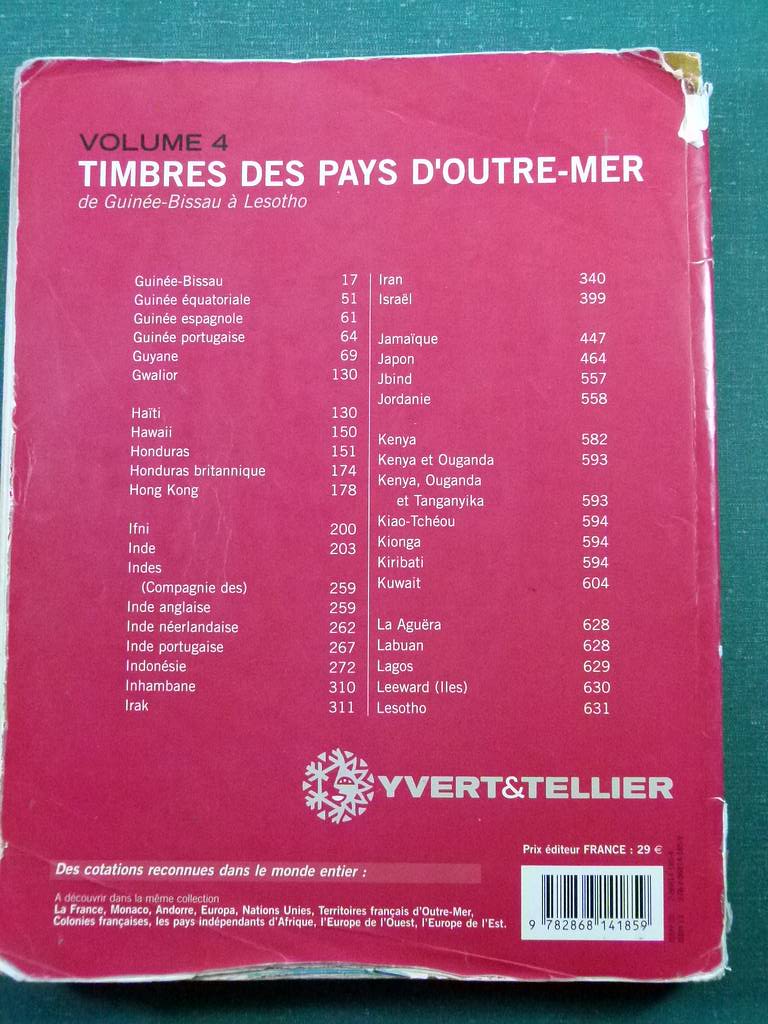 VOLUME 4
TIMBRES DES PAYS D'OUTRE-MER
de Guinée-Bissau à Lesotho
Guinée-Bissau 17
Guinée équatoriale 51
Guinée espagnole 61
Guinée portugaise 64
Guyane 69
Gwalior 130
Haïti 130
Hawaii 150
Honduras 151
Honduras britannique 174
Hong Kong 178
Ifni 200
Inde 203
Indes
(Compagnie des) 259
Inde anglaise 259
Inde néerlandaise 262
Inde portugaise 267
Indonésie 272
Inhambane 310
Irak 311
Iran 340
Israël 399
Jamaïque 447
Japon 464
Jbind 557
Jordanie 558
Kenya 582
Kenya et Ouganda 593
Kenya, Ouganda
et Tanganyika 593
Kiao-Tchéou 594
Kionga 594
Kiribati 594
Kuwait 604
La Aguëra 628
Labuan 628
Lagos 629
Leeward (Iles) 630
Lesotho 631
YVERT&TELLIER
Prix éditeur FRANCE : 29 €
Des cotations reconnues dans le monde entier :
A découvrir dans la même collection
La France, Monaco, Andorre, Europa, Nations Unies, Territoires français d'Outre-Mer,
Colonies françaises, les pays indépendants d'Afrique, l'Europe de l'Ouest, l'Europe de l'Est.
9 782868 141859